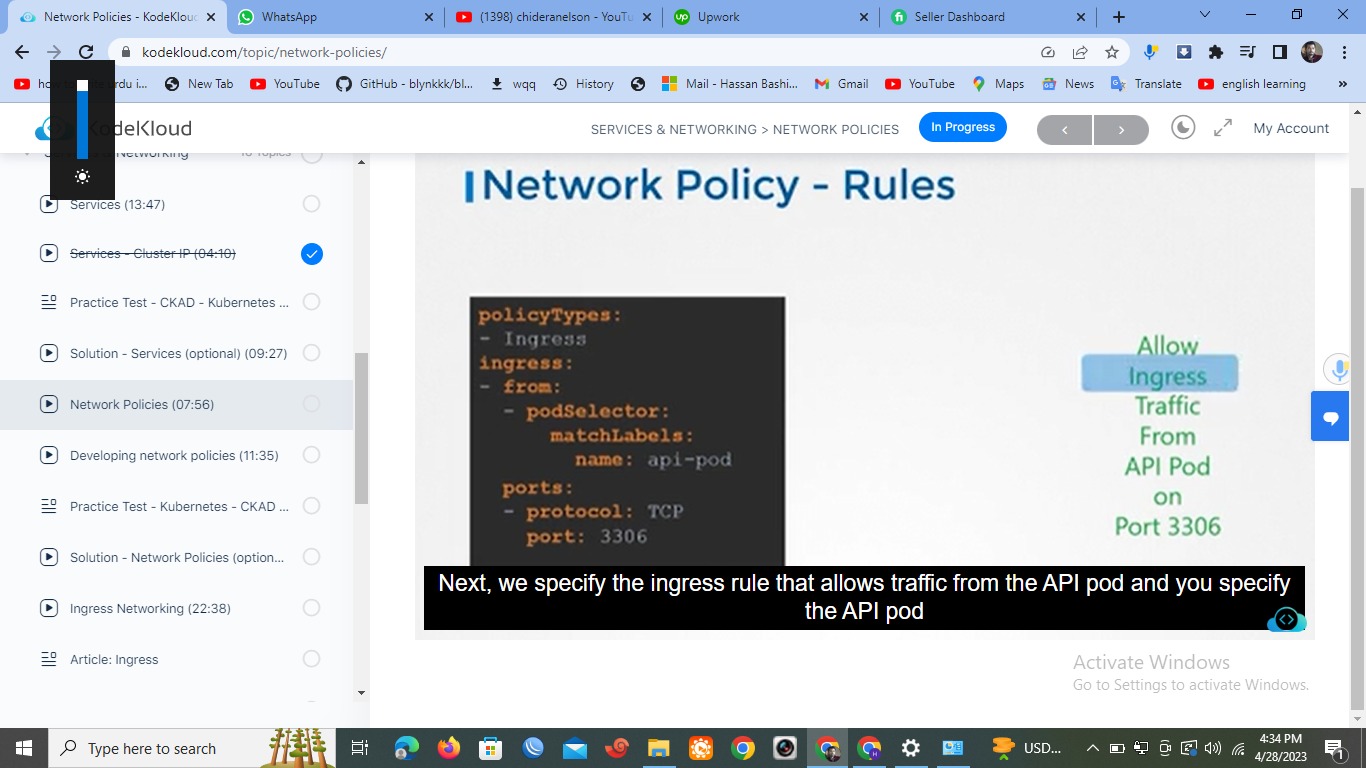 Network Policies - KodeKlou
WhatsApp
(1398) chideranelson - YouTu
Upwork
Seller Dashboard
kodekloud.com/topic/network-policies/
urdu i...
New Tab
YouTube
GitHub - blynkkk/bl...
wqq
History
Mail - Hassan Bashi...
Gmail
YouTube
Maps
News
Translate
english learning
KodeKloud
SERVICES & NETWORKING > NETWORK POLICIES
In Progress
My Account
Services (13:47)
Services - Cluster IP (04:10)
Practice Test - CKAD - Kubernetes ...
Solution - Services (optional) (09:27)
Network Policies (07:56)
Developing network policies (11:35)
Practice Test - Kubernetes - CKAD ...
Solution - Network Policies (option...
Ingress Networking (22:38)
Article: Ingress
Network Policy - Rules
policyTypes:
- Ingress
ingress:
- from:
- podSelector:
matchLabels:
name: api-pod
ports:
- protocol: TCP
port: 3306
Allow
Ingress
Traffic
From
API Pod
on
Port 3306
Next, we specify the ingress rule that allows traffic from the API pod and you specify
the API pod
Activate Windows
Go to Settings to activate Windows.
Type here to search
USD...
4:34 PM
4/28/2023
1